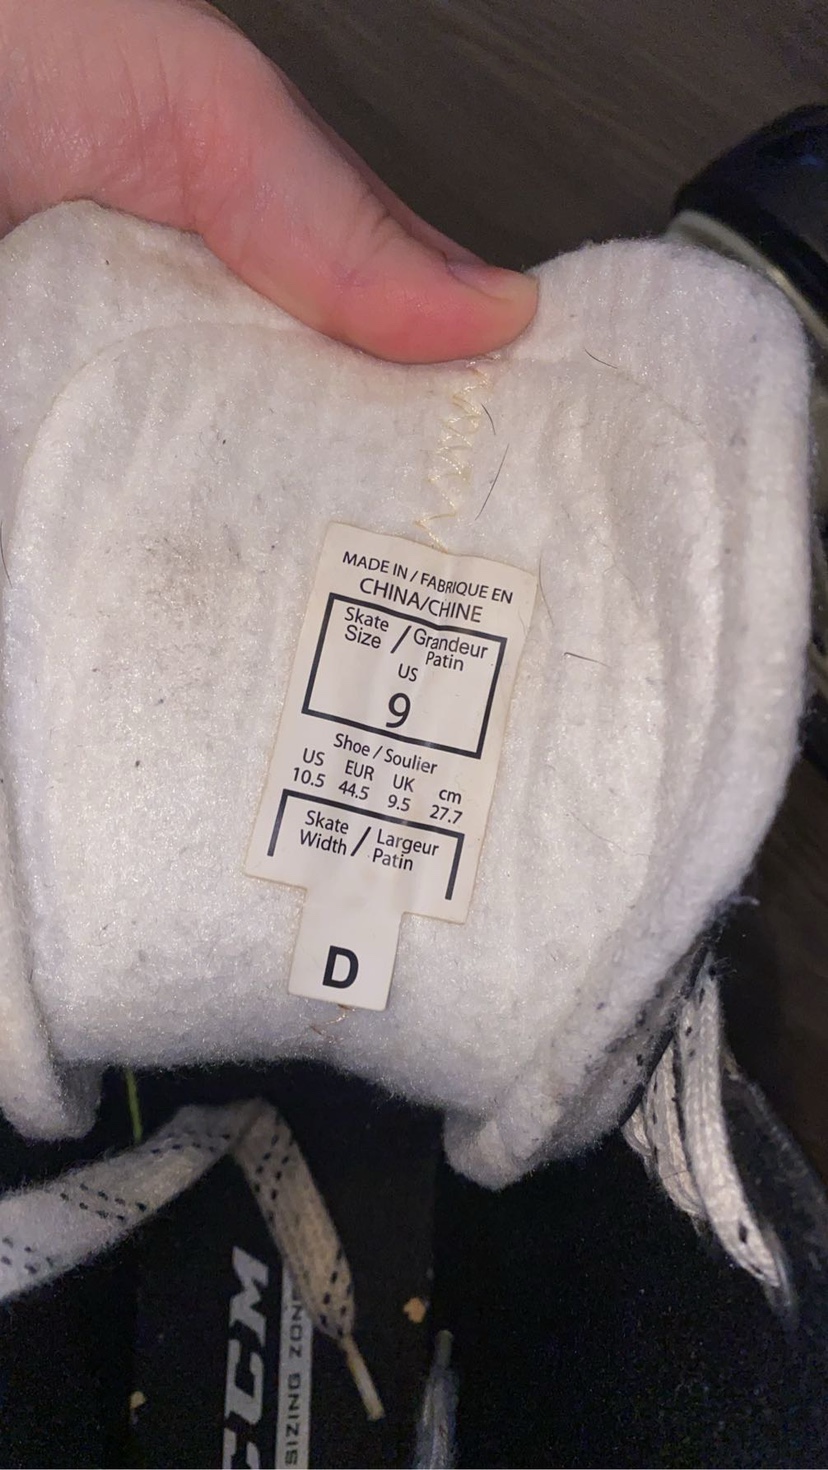 MADE IN / FABRIQUE EN
CHINA/CHINE
Skate Size / Grandeur Patin
US
9
Shoe / Soulier
US EUR UK cm
10.5 44.5 9.5 27.7
Skate Width / Largeur Patin
D
CCM
SIZING ZONE